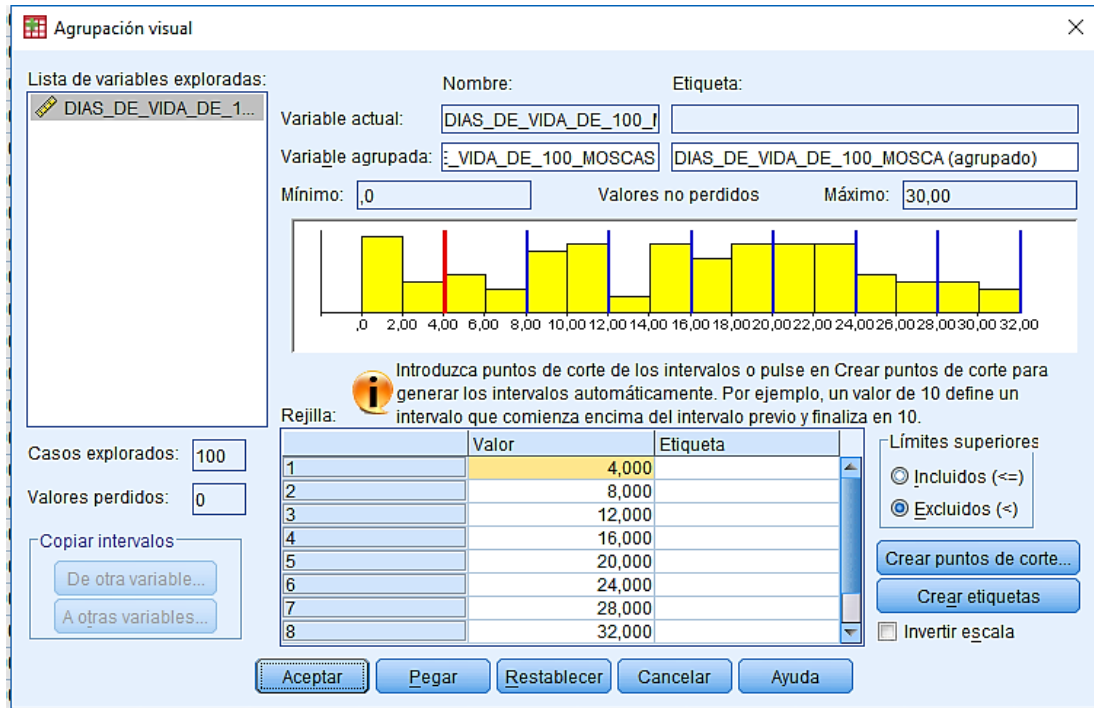 Agrupación visual
Lista de variables exploradas:
DIAS_DE_VIDA_DE_1...
Nombre:
Etiqueta:
Variable actual:
DIAS_DE_VIDA_DE_100_
Variable agrupada:
E_VIDA_DE_100_MOSCAS
DIAS_DE_VIDA_DE_100_MOSCA (agrupado)
Mínimo:
,0
Valores no perdidos
Máximo:
30,00
,0 2,00 4,00 6,00 8,00 10,00 12,00 14,00 16,00 18,00 20,00 22,00 24,00 26,00 28,00 30,00 32,00
Introduzca puntos de corte de los intervalos o pulse en Crear puntos de corte para
generar los intervalos automáticamente. Por ejemplo, un valor de 10 define un
intervalo que comienza encima del intervalo previo y finaliza en 10.
Rejilla:
Valor Etiqueta
1 4,000
2 8,000
3 12,000
4 16,000
5 20,000
6 24,000
7 28,000
8 32,000
Casos explorados: 100
Valores perdidos: 0
Copiar intervalos
De otra variable...
A otras variables...
Límites superiores
Incluidos (<=)
Excluidos (<)
Crear puntos de corte...
Crear etiquetas
Invertir escala
Aceptar
Pegar
Restablecer
Cancelar
Ayuda